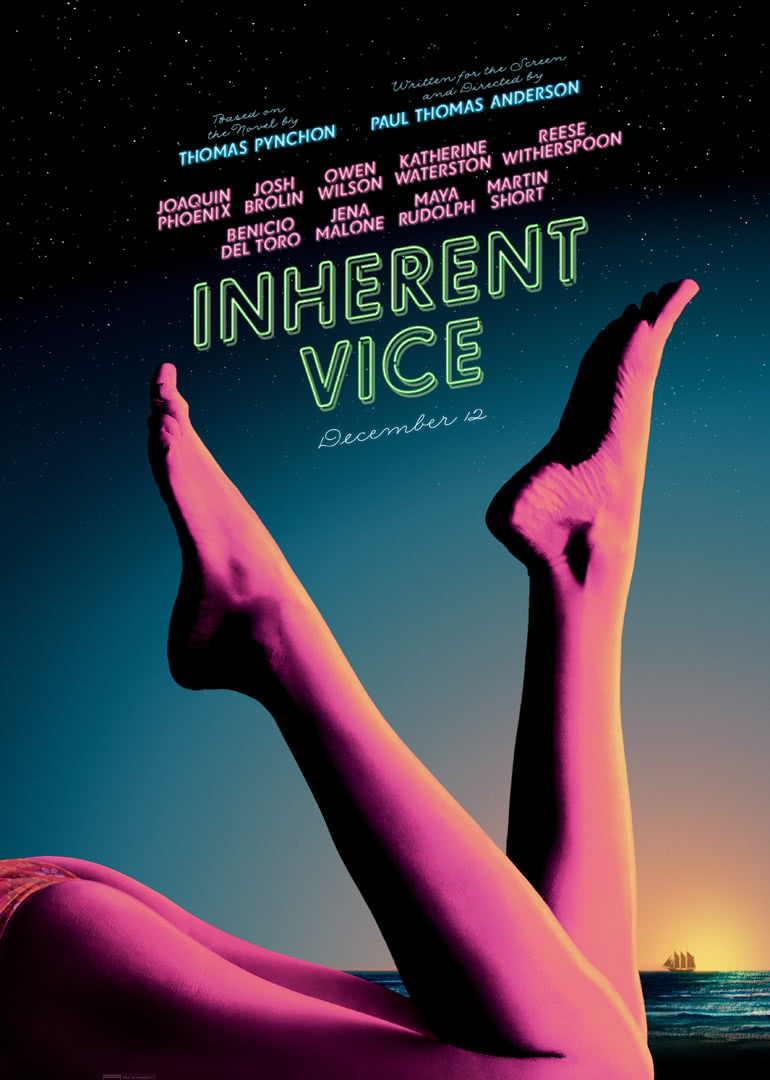 Based on
the Novel by
THOMAS PYNCHON
Written for the Screen
and Directed by
PAUL THOMAS ANDERSON
JOAQUIN
PHOENIX
JOSH
BROLIN
OWEN
WILSON
KATHERINE
WATERSTON
REESE
WITHERSPOON
BENICIO
DEL TORO
JENA
MALONE
MAYA
RUDOLPH
MARTIN
SHORT
INHERENT
VICE
December 12